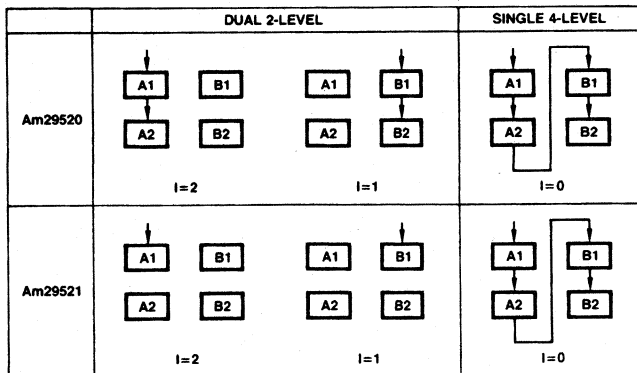 DUAL 2-LEVEL SINGLE 4-LEVEL
Am29520
A1 B1 A1 B1 A1 B1
A2 B2 A2 B2 A2 B2
I=2 I=1 I=0
Am29521
A1 B1 A1 B1 A1 B1
A2 B2 A2 B2 A2 B2
I=2 I=1 I=0